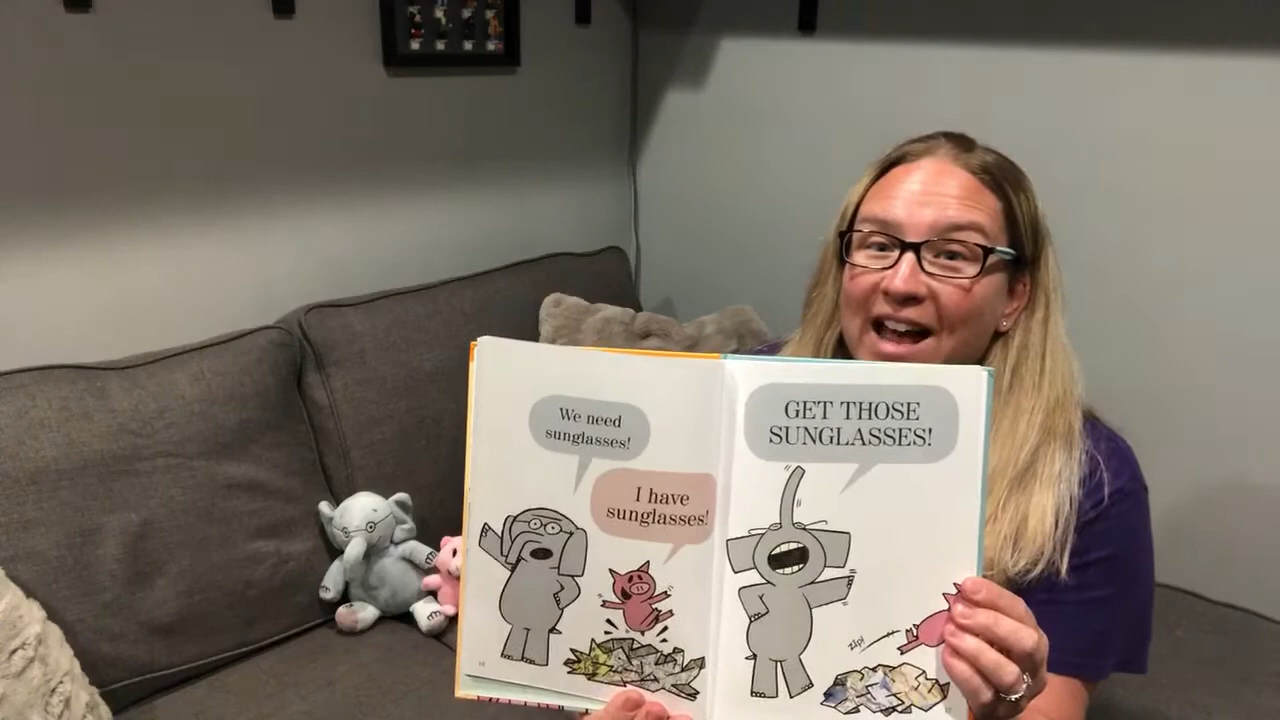 We need
sunglasses!
I have
sunglasses!
GET THOSE
SUNGLASSES!
ZIP!